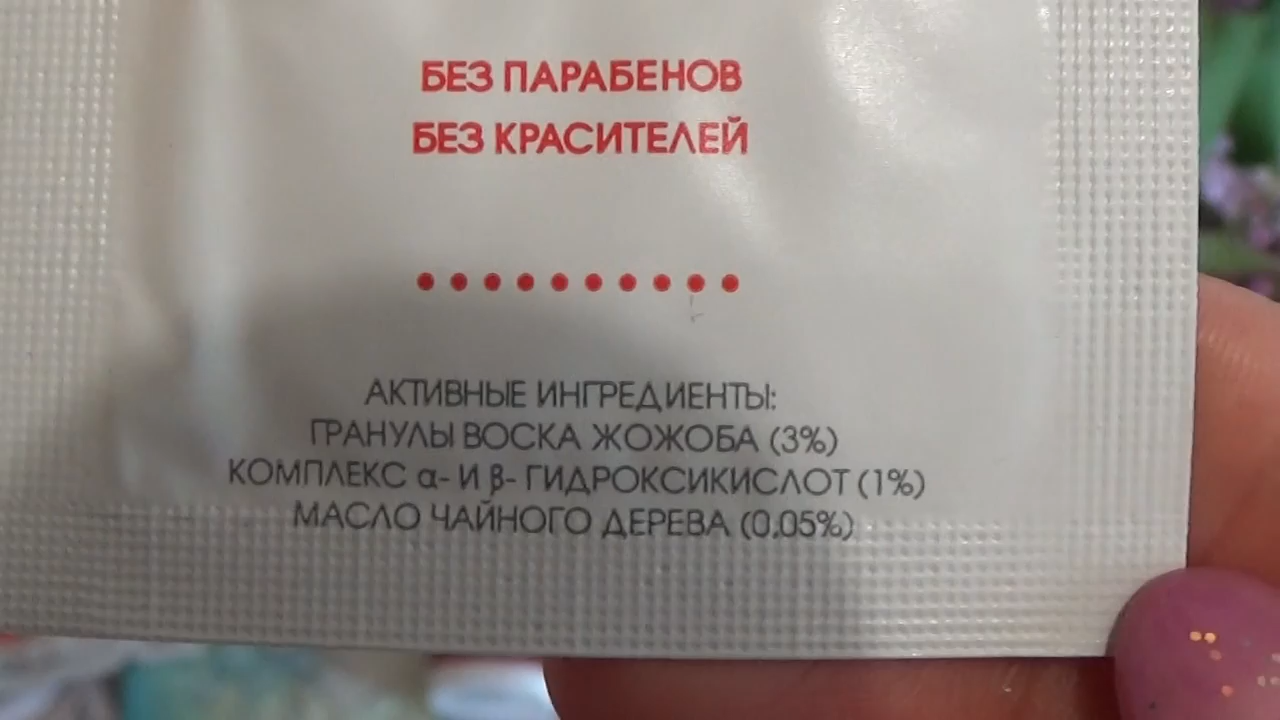 БЕЗ ПАРАБЕНОВ
БЕЗ КРАСИТЕЛЕЙ
АКТИВНЫЕ ИНГРЕДИЕНТЫ:
ГРАНУЛЫ ВОСКА ЖОЖОБА (3%)
КОМПЛЕКС α- И β- ГИДРОКСИКИСЛОТ (1%)
МАСЛО ЧАЙНОГО ДЕРЕВА (0,05%)